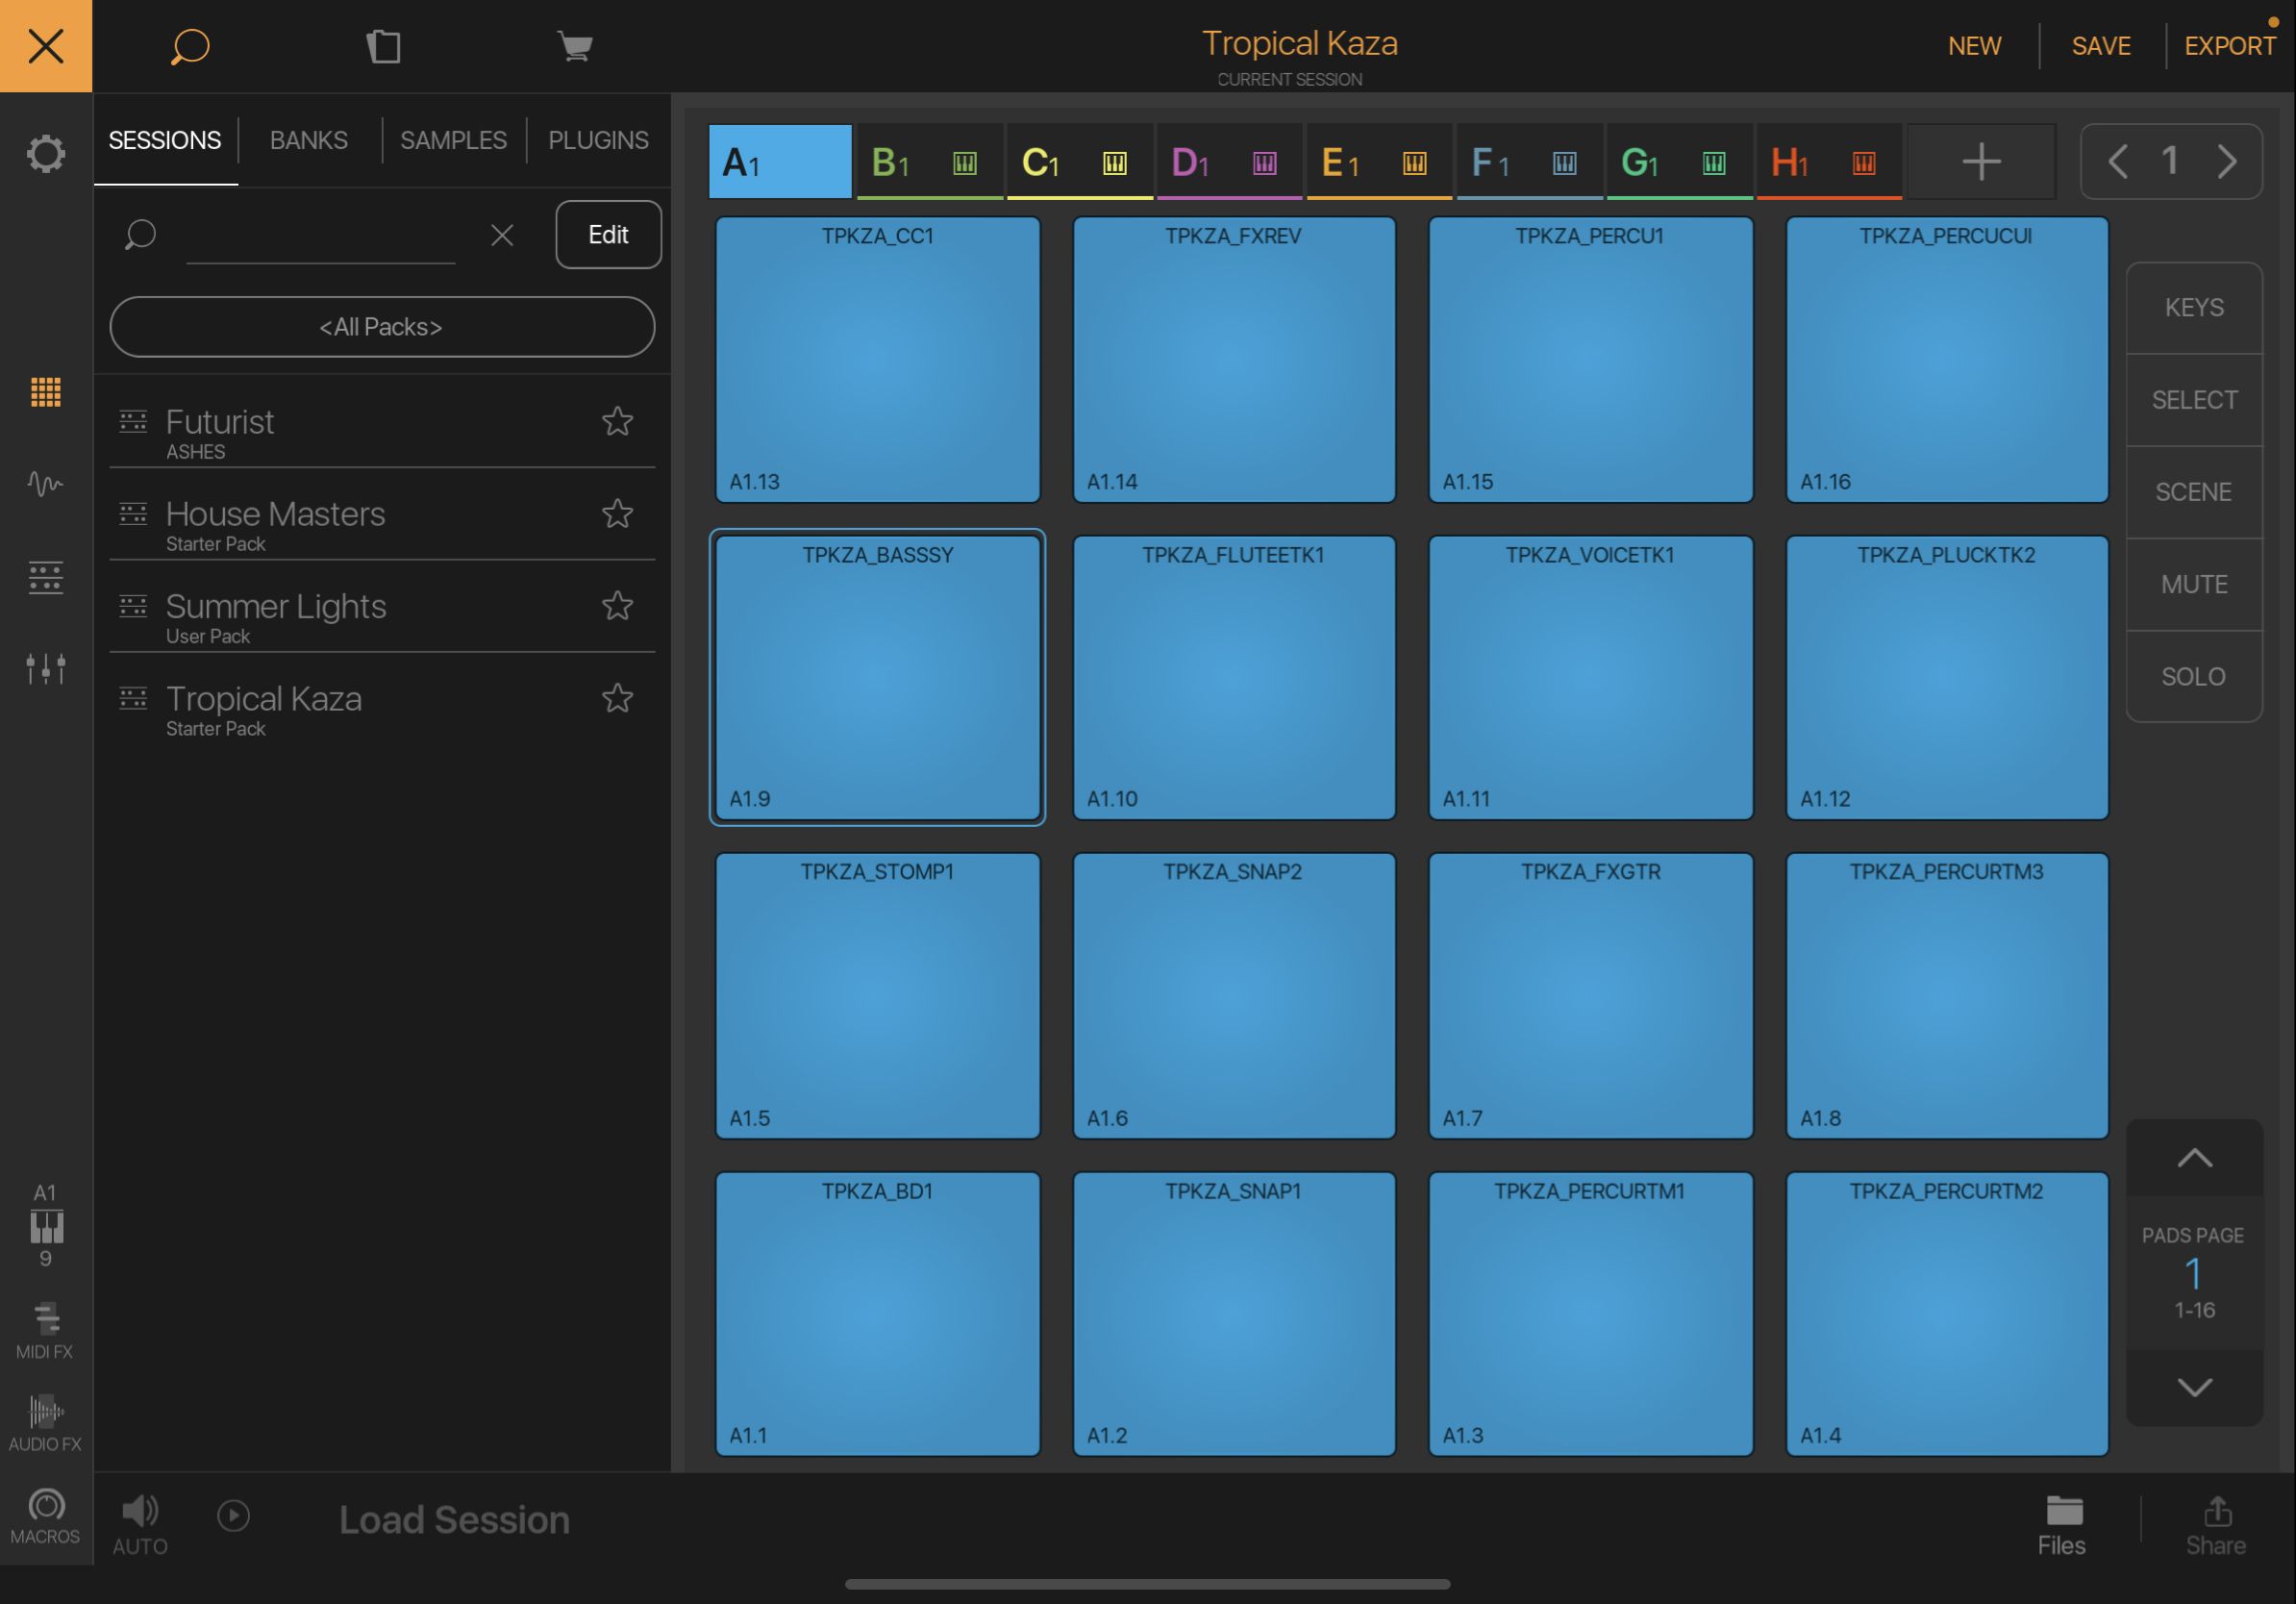 Tropical Kaza
CURRENT SESSION
NEW
SAVE
EXPORT
SESSIONS
BANKS
SAMPLES
PLUGINS
Edit
<All Packs>
Futurist
ASHES
House Masters
Starter Pack
Summer Lights
User Pack
Tropical Kaza
Starter Pack
A1
9
MIDI FX
AUDIO FX
MACROS
A1
B1
C1
D1
E1
F1
G1
H1
1
TPKZA_CC1
A1.13
TPKZA_FXREV
A1.14
TPKZA_PERCU1
A1.15
TPKZA_PERCUCUI
A1.16
TPKZA_BASSSY
A1.9
TPKZA_FLUTEETK1
A1.10
TPKZA_VOICETK1
A1.11
TPKZA_PLUCKTK2
A1.12
TPKZA_STOMP1
A1.5
TPKZA_SNAP2
A1.6
TPKZA_FXGTR
A1.7
TPKZA_PERCURTM3
A1.8
TPKZA_BD1
A1.1
TPKZA_SNAP1
A1.2
TPKZA_PERCURTM1
A1.3
TPKZA_PERCURTM2
A1.4
KEYS
SELECT
SCENE
MUTE
SOLO
PADS PAGE
1
1-16
AUTO
Load Session
Files
Share